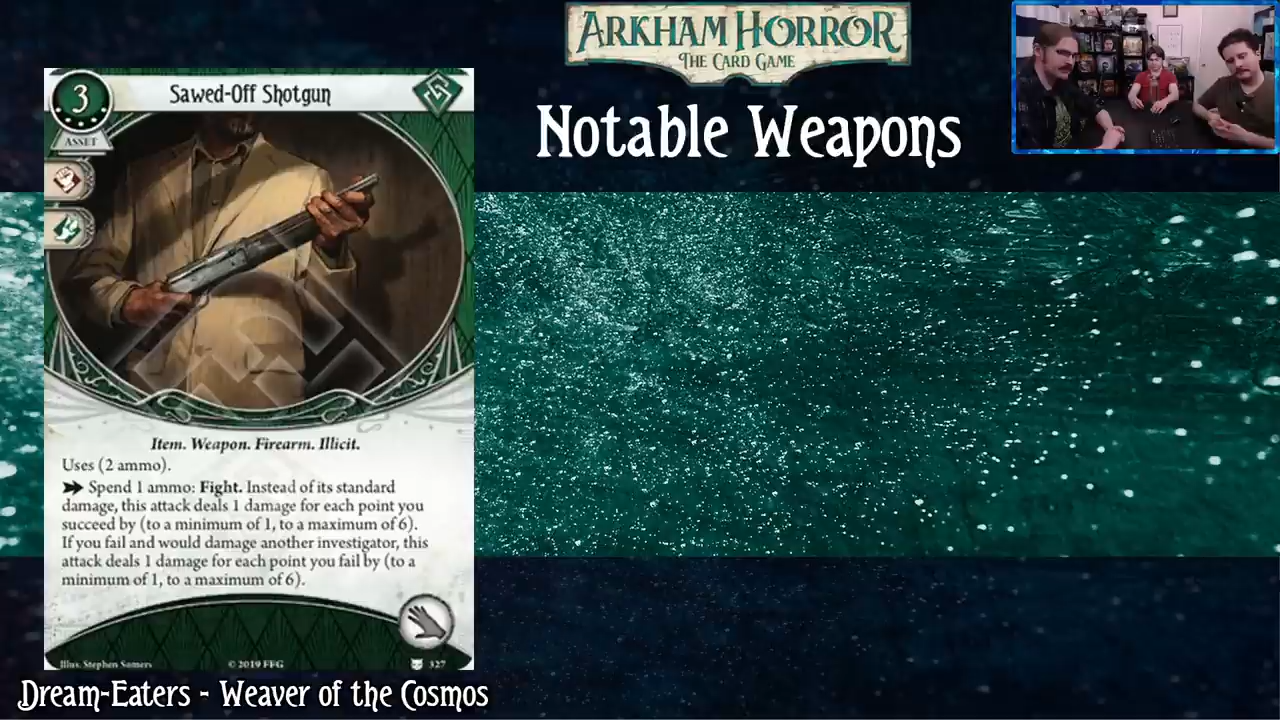 ARKHAM HORROR
THE CARD GAME
Notable Weapons
3
Sawed-Off Shotgun
ASSET
Item. Weapon. Firearm. Illicit.
Uses (2 ammo).
Spend 1 ammo: Fight. Instead of its standard
damage, this attack deals 1 damage for each point you
succeed by (to a minimum of 1, to a maximum of 6).
If you fail and would damage another investigator, this
attack deals 1 damage for each point you fail by (to a
minimum of 1, to a maximum of 6).
Illus. Stephen Somers
© 2019 FFG
327
Dream-Eaters - Weaver of the Cosmos